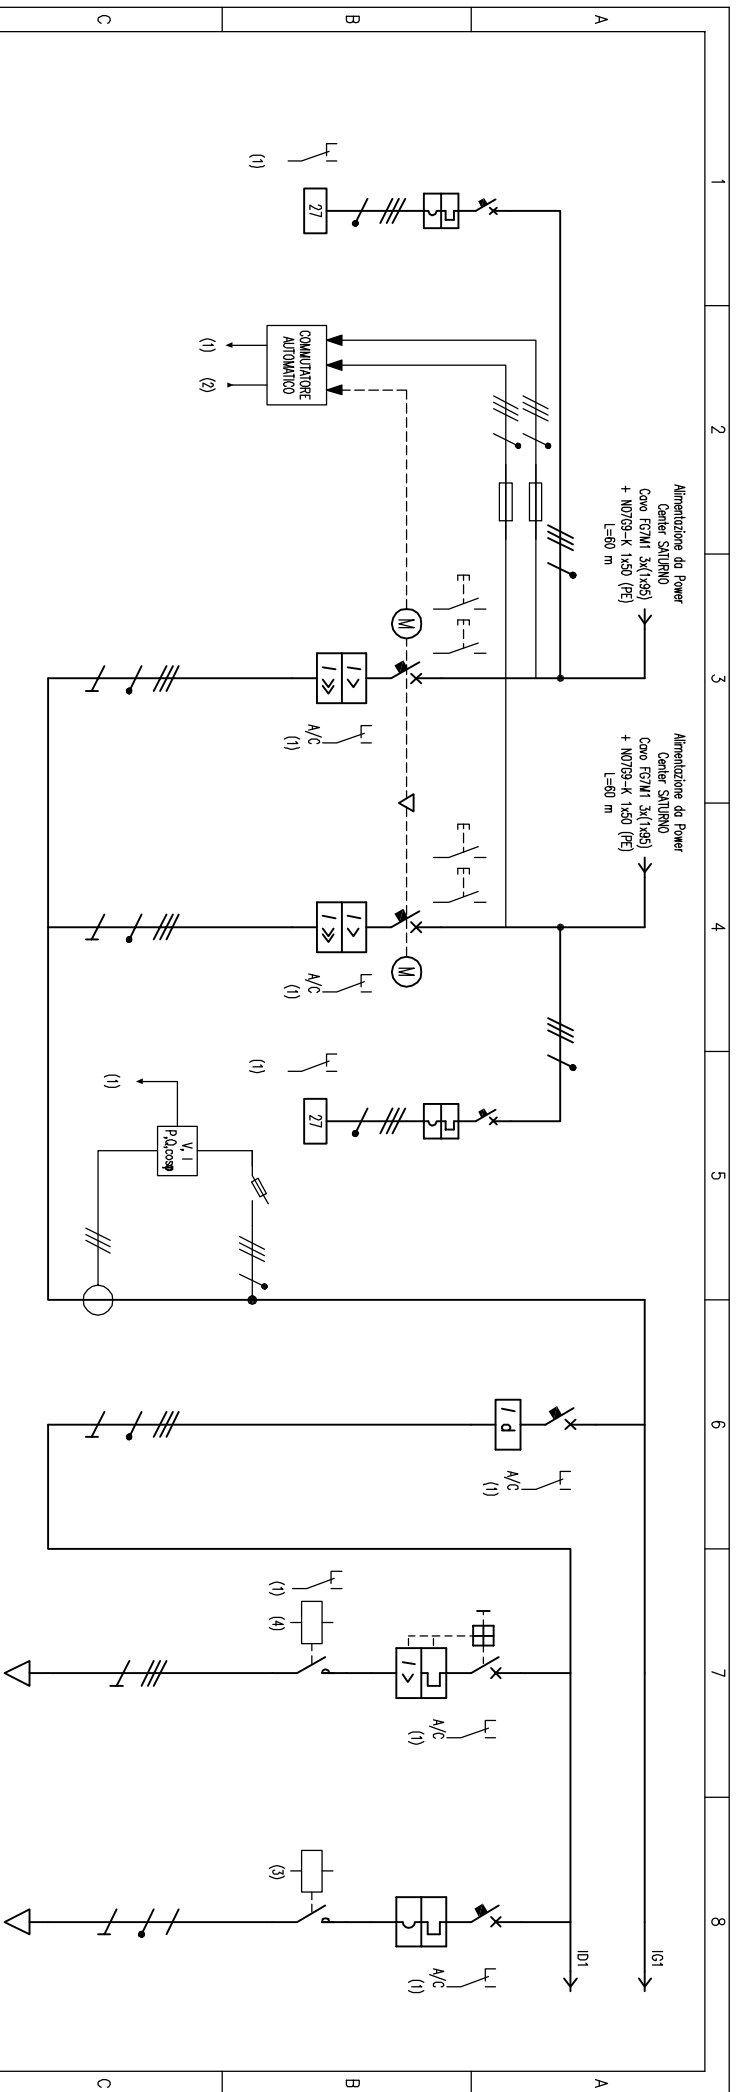 1 2 3 4 5 6 7 8
A
Alimentazione da Power
Center SATURNO
Cavo FG7M1 3x(1x95)
+ N07G9-K 1x50 (PE)
L=60 m
Alimentazione da Power
Center SATURNO
Cavo FG7M1 3x(1x95)
+ N07G9-K 1x50 (PE)
L=60 m
IG1
A
ID1
I d
A/C
(1)
E E
E E
M
M
I >
A/C
(1)
A/C
(1)
B
I >
I >>
I >
I >>
B
A/C
(1)
A/C
(1)
27
27
COMMUTATORE
AUTOMATICO
(1)
(1)
(1)
(4)
(3)
(1)
(2)
V, I
P,Q,cosφ
(1)
C
C